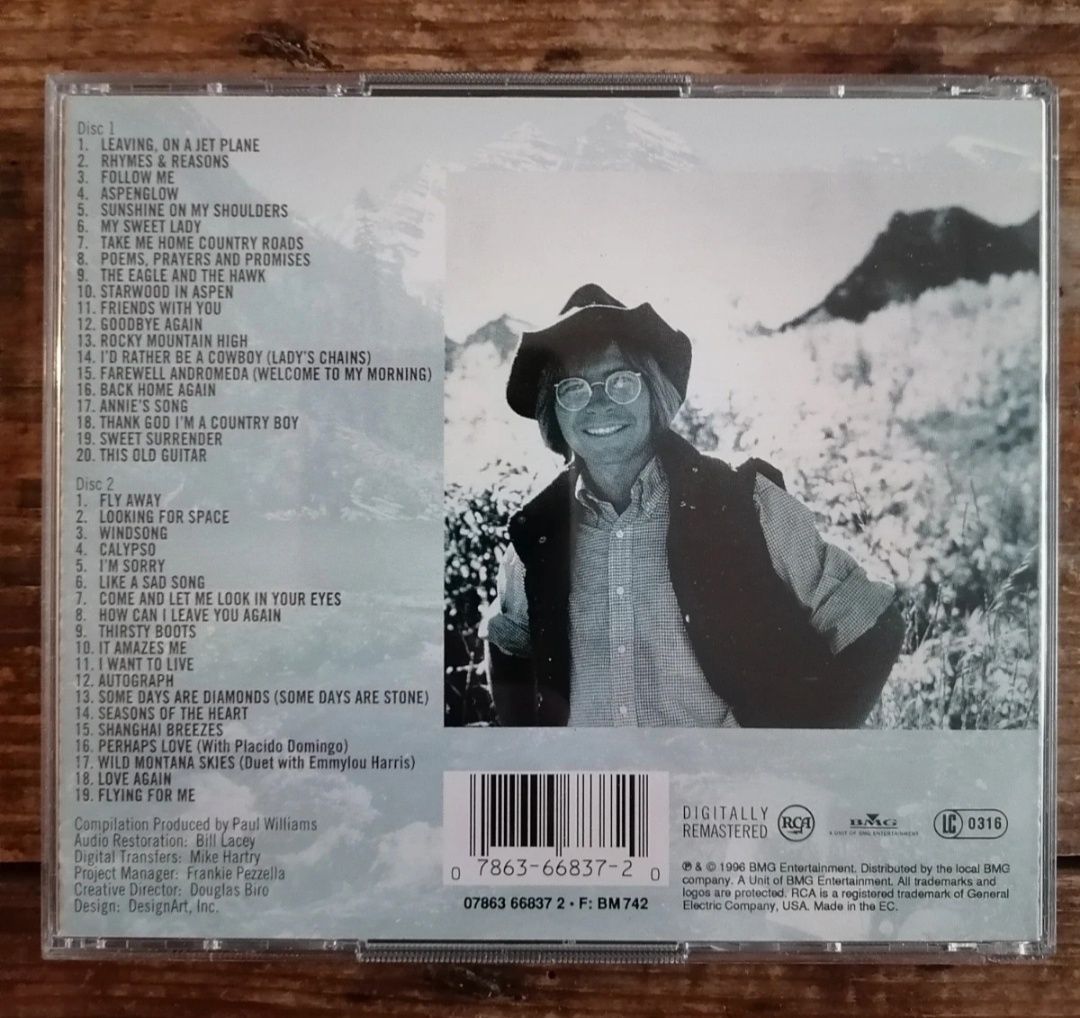 Disc 1
1. LEAVING, ON A JET PLANE
2. RHYMES & REASONS
3. FOLLOW ME
4. ASPENGLOW
5. SUNSHINE ON MY SHOULDERS
6. MY SWEET LADY
7. TAKE ME HOME COUNTRY ROADS
8. POEMS, PRAYERS AND PROMISES
9. THE EAGLE AND THE HAWK
10. STARWOOD IN ASPEN
11. FRIENDS WITH YOU
12. GOODBYE AGAIN
13. ROCKY MOUNTAIN HIGH
14. I'D RATHER BE A COWBOY (LADY'S CHAINS)
15. FAREWELL ANDROMEDA (WELCOME TO MY MORNING)
16. BACK HOME AGAIN
17. ANNIE'S SONG
18. THANK GOD I'M A COUNTRY BOY
19. SWEET SURRENDER
20. THIS OLD GUITAR
Disc 2
1. FLY AWAY
2. LOOKING FOR SPACE
3. WINDSONG
4. CALYPSO
5. I'M SORRY
6. LIKE A SAD SONG
7. COME AND LET ME LOOK IN YOUR EYES
8. HOW CAN I LEAVE YOU AGAIN
9. THIRSTY BOOTS
10. IT AMAZES ME
11. I WANT TO LIVE
12. AUTOGRAPH
13. SOME DAYS ARE DIAMONDS (SOME DAYS ARE STONE)
14. SEASONS OF THE HEART
15. SHANGHAI BREEZES
16. PERHAPS LOVE (With Placido Domingo)
17. WILD MONTANA SKIES (Duet with Emmylou Harris)
18. LOVE AGAIN
19. FLYING FOR ME
Compilation Produced by Paul Williams
Audio Restoration: Bill Lacey
Digital Transfers: Mike Hartry
Project Manager: Frankie Pezzella
Creative Director: Douglas Biro
Design: DesignArt, Inc.
0 7863-66837-2 0
07863 66837 2 • F: BM 742
DIGITALLY
REMASTERED
RCA
BMG
A UNIT OF BMG ENTERTAINMENT
LC 0316
℗ & © 1996 BMG Entertainment. Distributed by the local BMG
company. A Unit of BMG Entertainment. All trademarks and
logos are protected. RCA is a registered trademark of General
Electric Company, USA. Made in the EC.